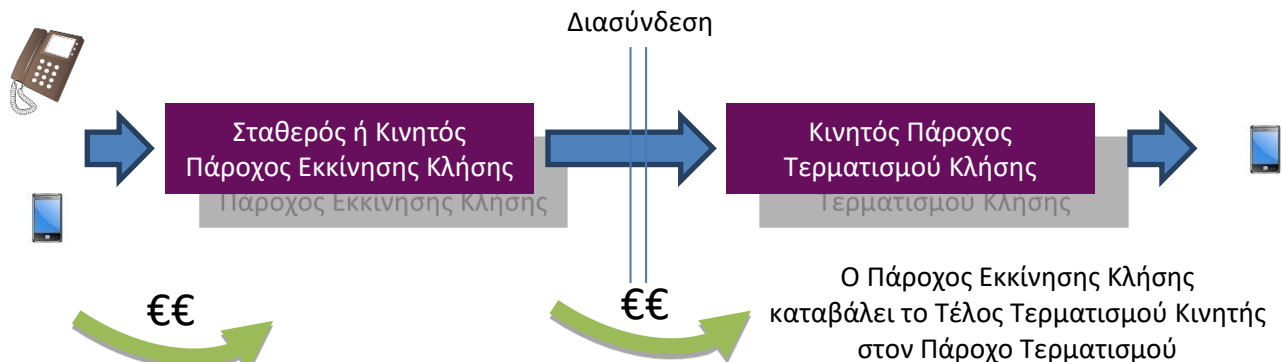 Διασύνδεση
Σταθερός ή Κινητός
Πάροχος Εκκίνησης Κλήσης
Πάροχος Εκκίνησης Κλήσης
Κινητός Πάροχος
Τερματισμού Κλήσης
Τερματισμού Κλήσης
€€
€€
Ο Πάροχος Εκκίνησης Κλήσης
καταβάλει το Τέλος Τερματισμού Κινητής
στον Πάροχο Τερματισμού